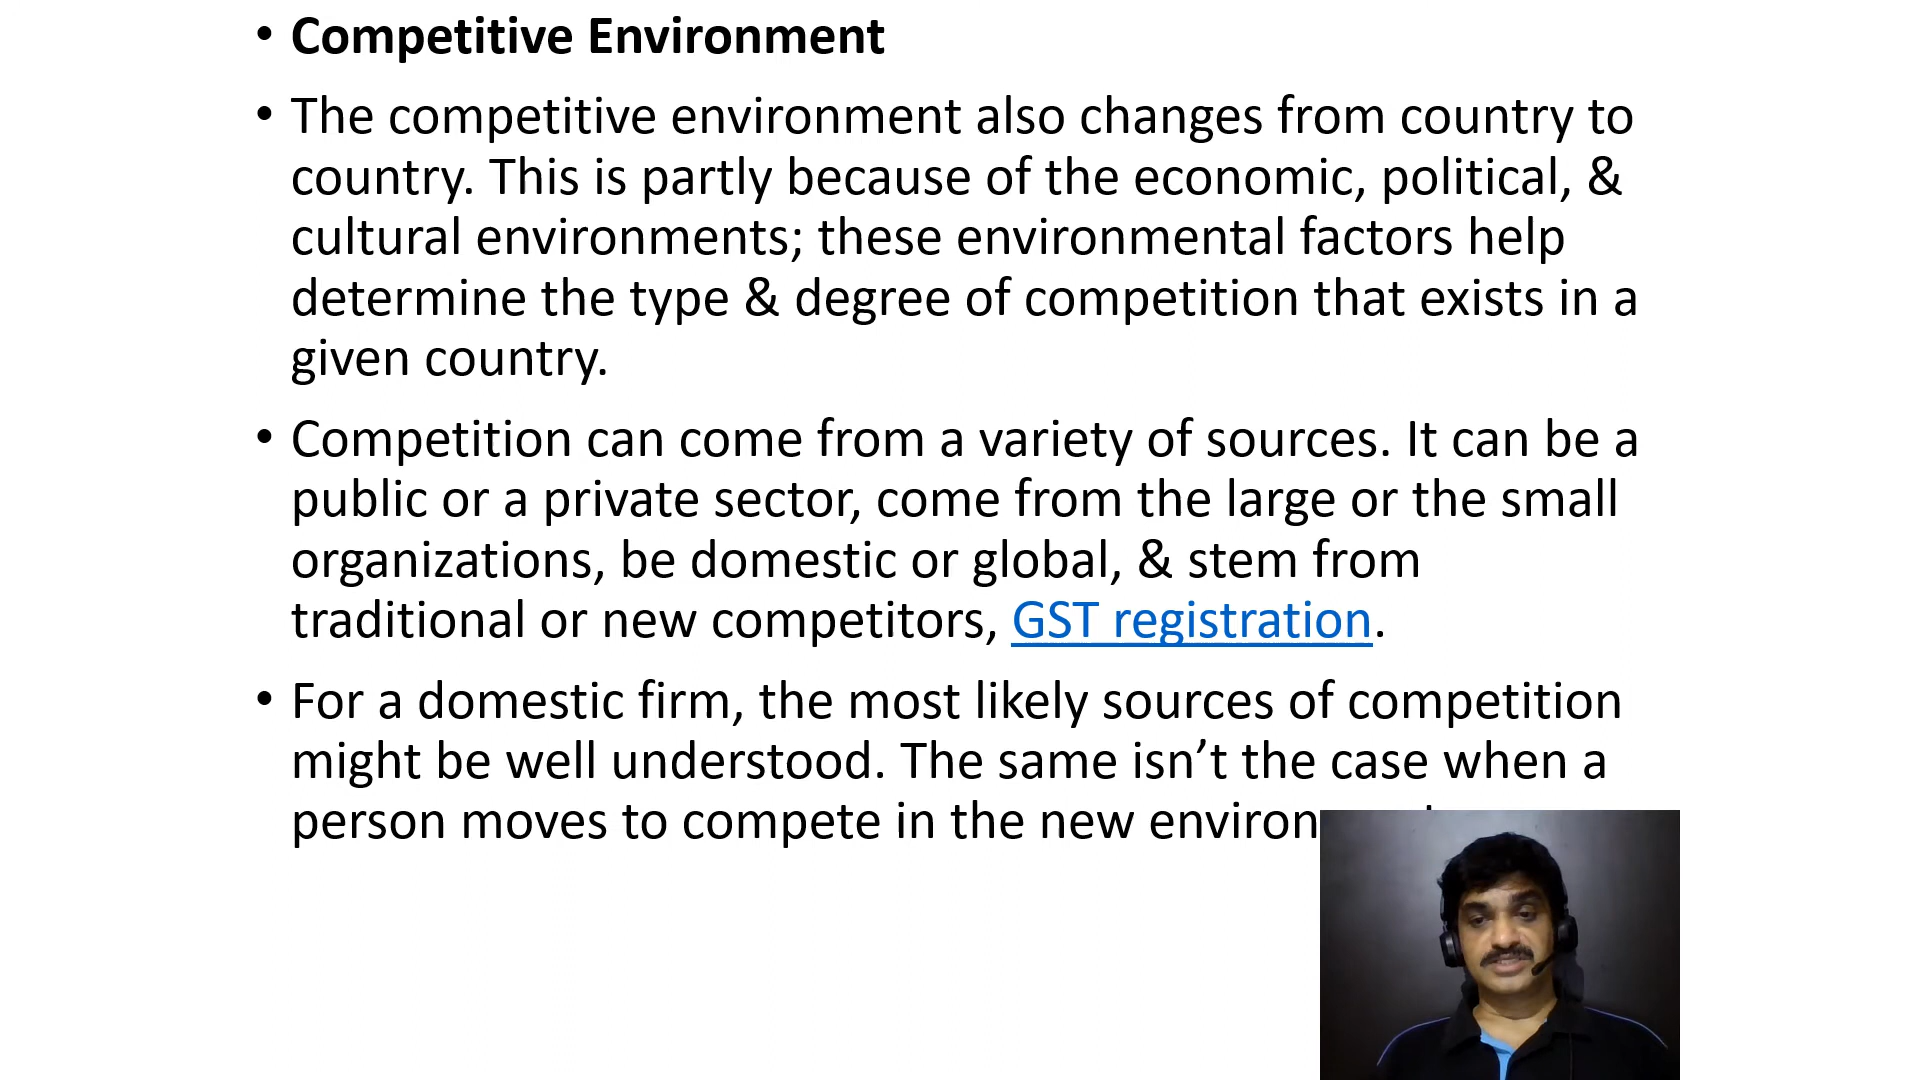 • Competitive Environment
• The competitive environment also changes from country to
country. This is partly because of the economic, political, &
cultural environments; these environmental factors help
determine the type & degree of competition that exists in a
given country.
• Competition can come from a variety of sources. It can be a
public or a private sector, come from the large or the small
organizations, be domestic or global, & stem from
traditional or new competitors, GST registration.
• For a domestic firm, the most likely sources of competition
might be well understood. The same isn’t the case when a
person moves to compete in the new